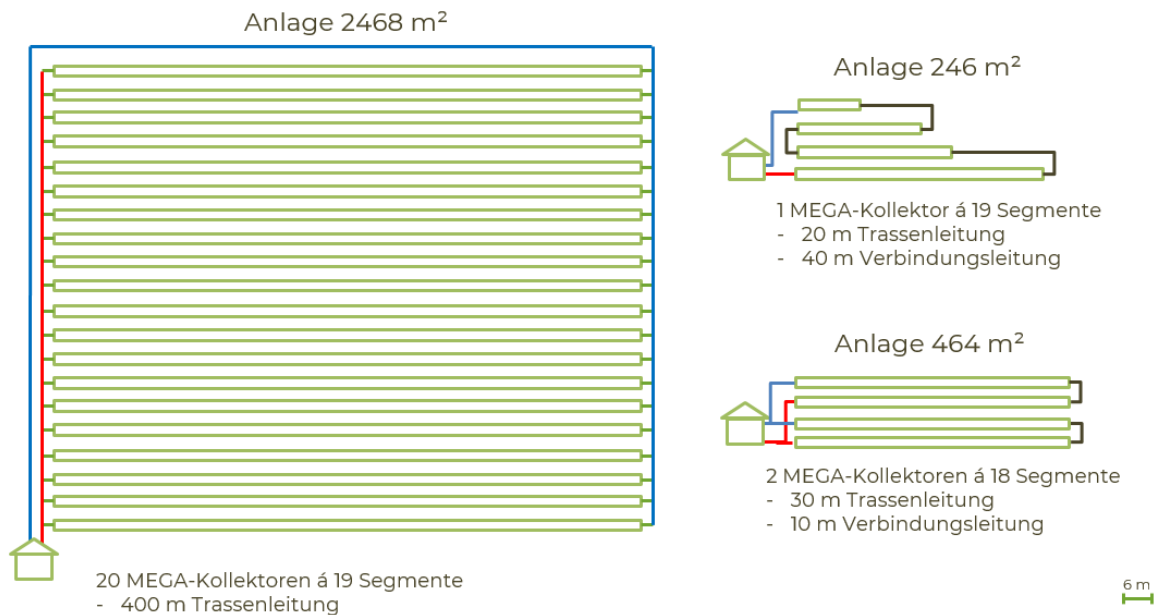 Anlage 2468 m²
20 MEGA-Kollektoren á 19 Segmente
- 400 m Trassenleitung
Anlage 246 m²
1 MEGA-Kollektor á 19 Segmente
- 20 m Trassenleitung
- 40 m Verbindungsleitung
Anlage 464 m²
2 MEGA-Kollektoren á 18 Segmente
- 30 m Trassenleitung
- 10 m Verbindungsleitung
6 m